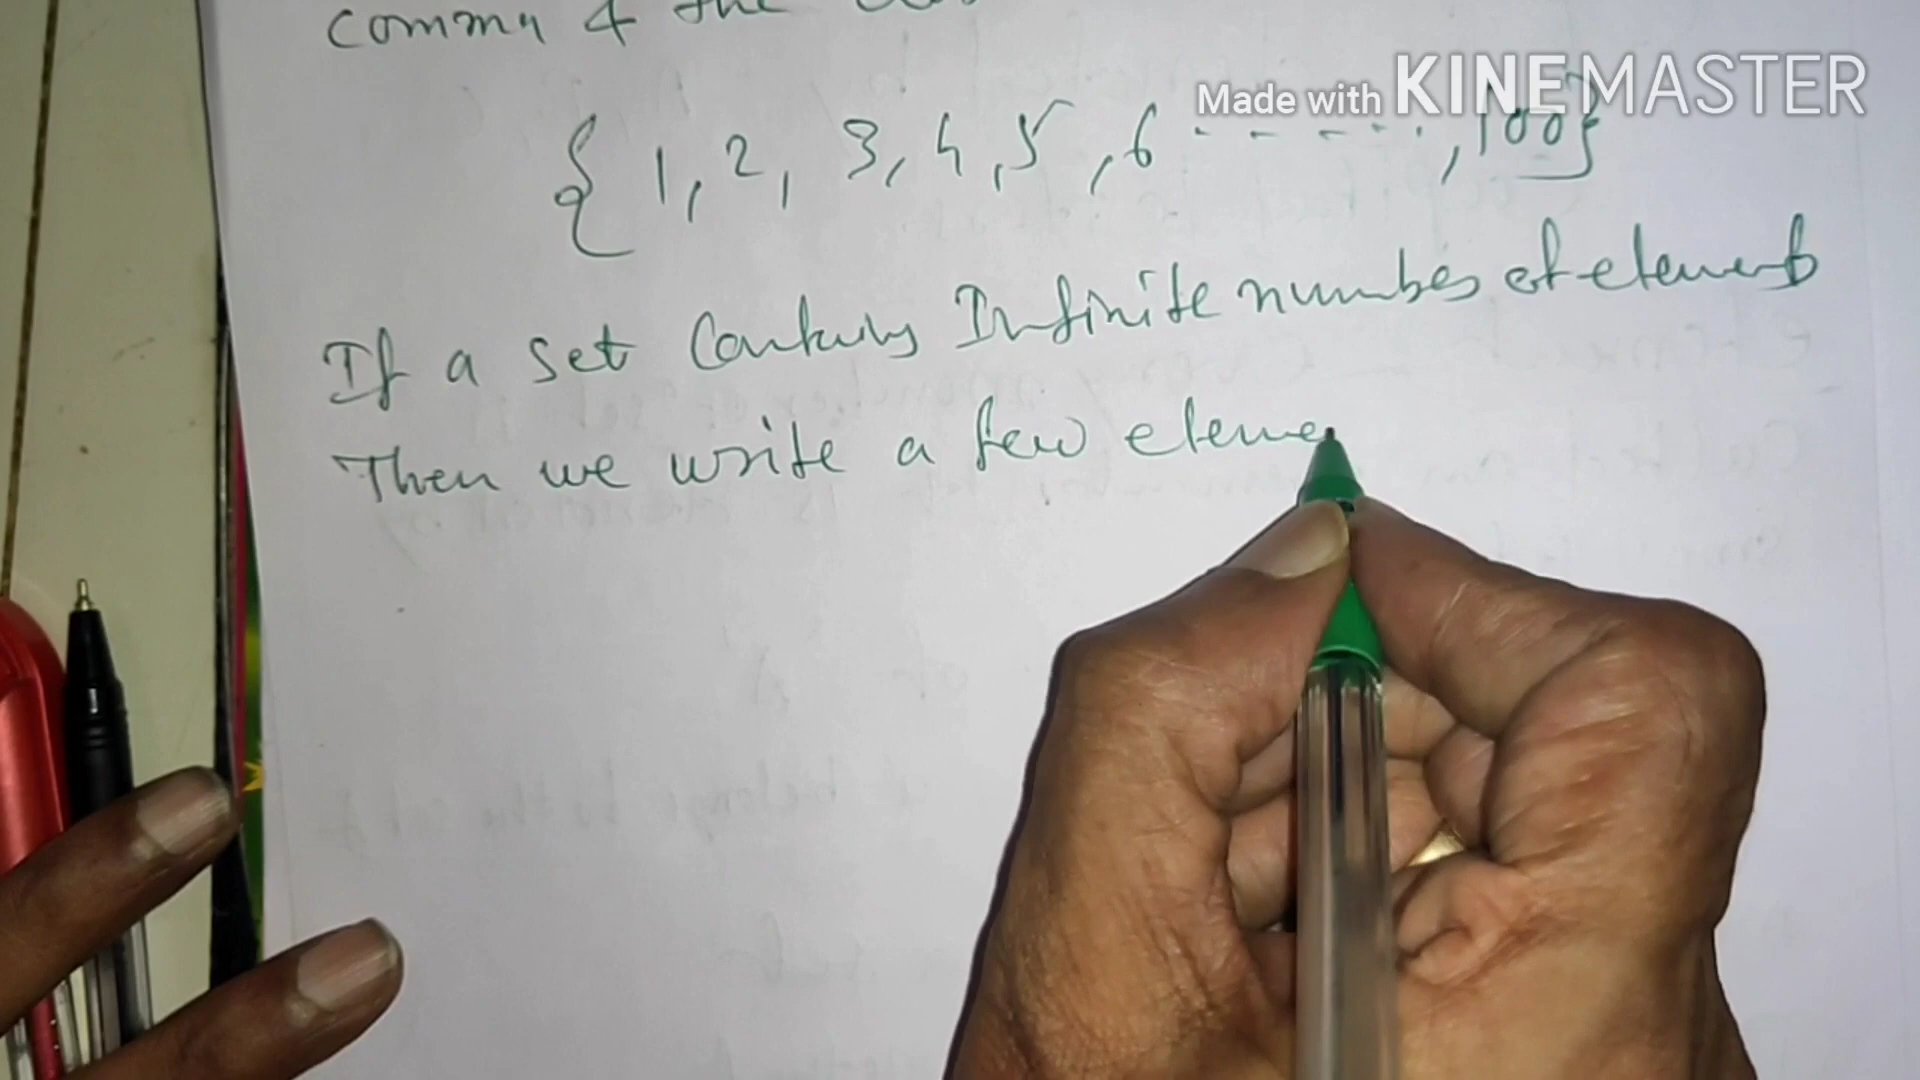 comma & the
Made with KINEMASTER
{ 1, 2, 3, 4, 5, 6 - - - - - , 100}
If a set Contains Infinite number of elements
Then we write a few eleme